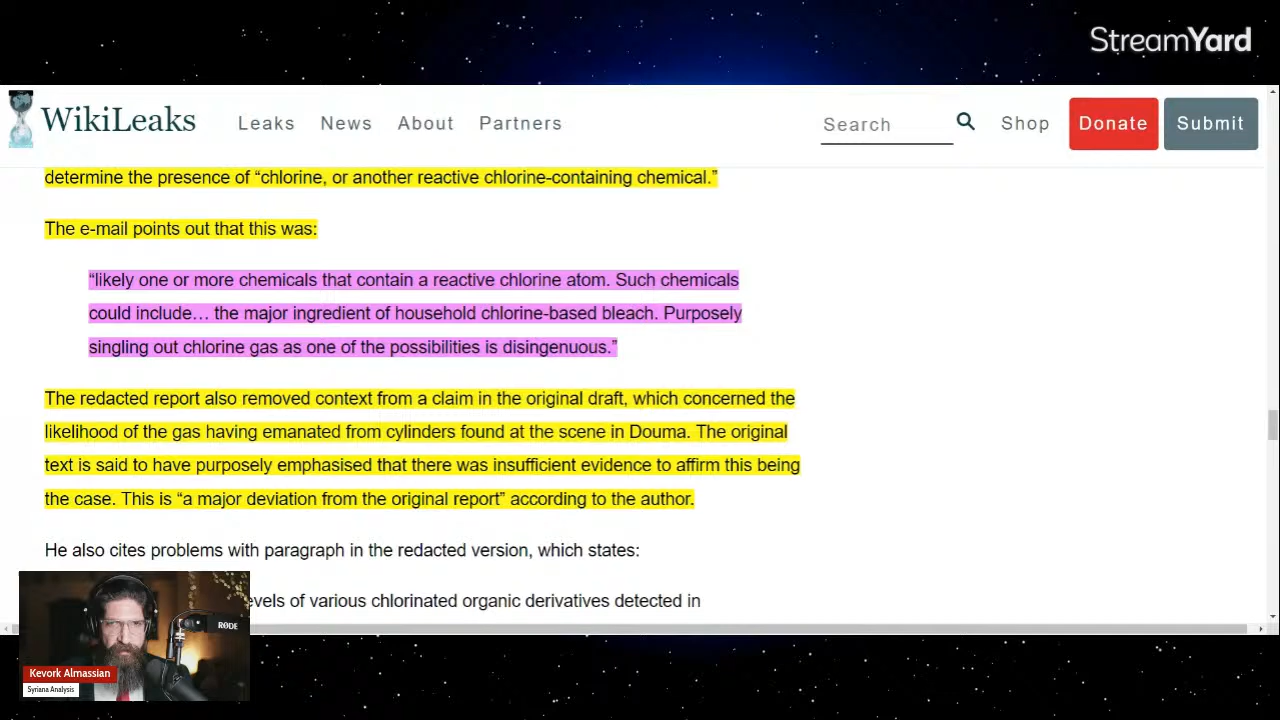 StreamYard
WikiLeaks Leaks News About Partners Search Shop Donate Submit
determine the presence of “chlorine, or another reactive chlorine-containing chemical.”
The e-mail points out that this was:
“likely one or more chemicals that contain a reactive chlorine atom. Such chemicals
could include… the major ingredient of household chlorine-based bleach. Purposely
singling out chlorine gas as one of the possibilities is disingenuous.”
The redacted report also removed context from a claim in the original draft, which concerned the
likelihood of the gas having emanated from cylinders found at the scene in Douma. The original
text is said to have purposely emphasised that there was insufficient evidence to affirm this being
the case. This is “a major deviation from the original report” according to the author.
He also cites problems with paragraph in the redacted version, which states:
of various chlorinated organic derivatives detected in
RØDE
Kevork Almassian
Syriana Analysis